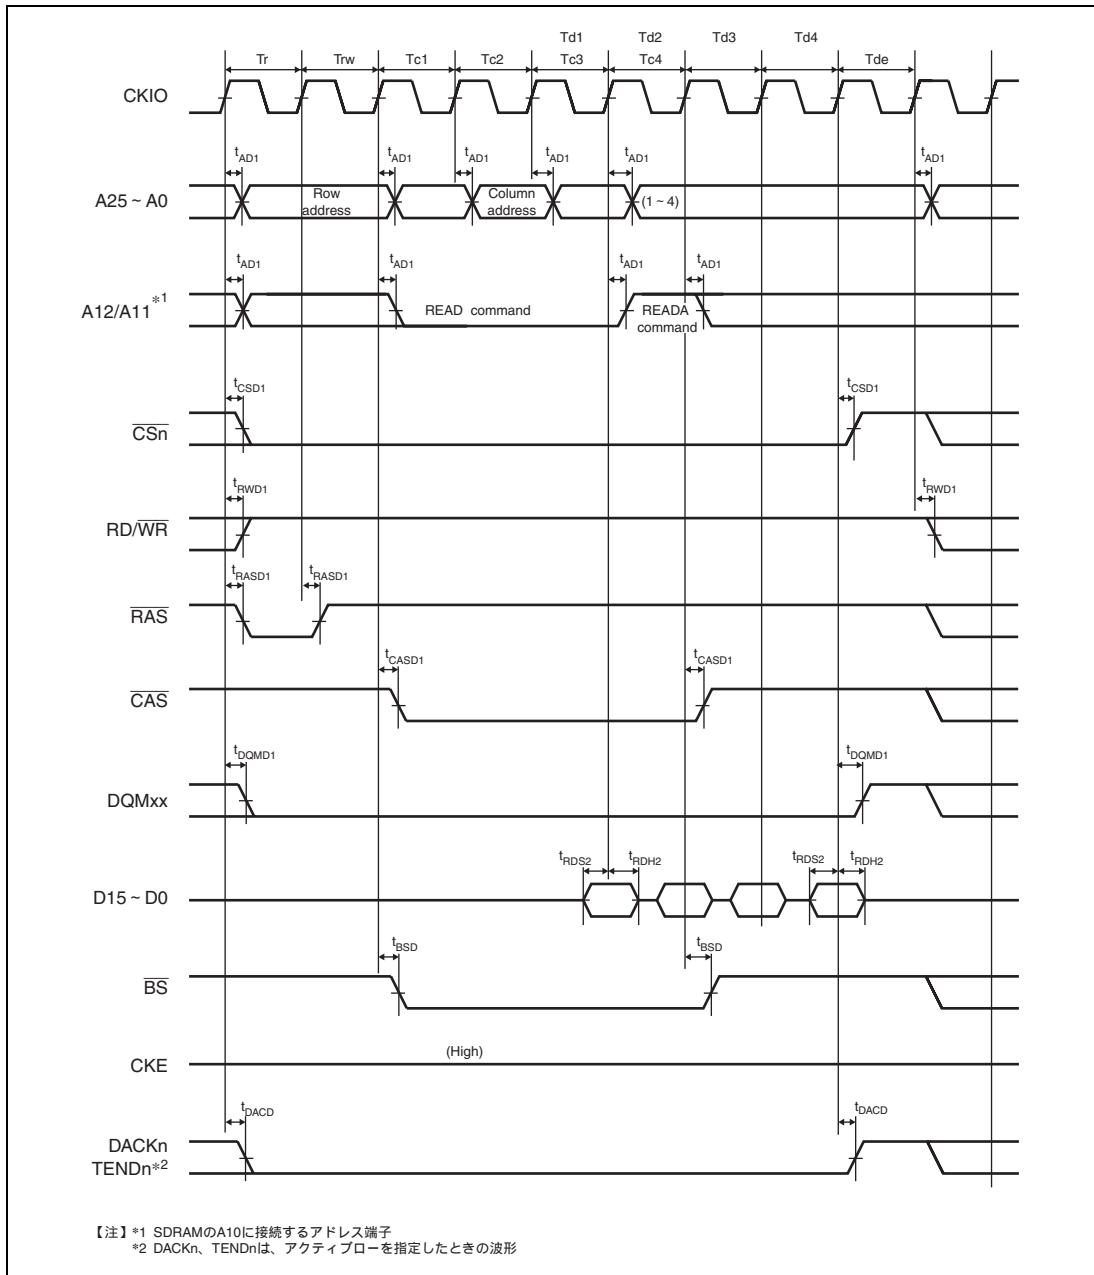 Td1 Td2 Td3 Td4
Tr Trw Tc1 Tc2 Tc3 Tc4 Tde
CKIO
tAD1 tAD1 tAD1 tAD1 tAD1 tAD1
A25 ~ A0
Row address
Column address
(1 ~ 4)
tAD1 tAD1 tAD1 tAD1
A12/A11*1
READ command
READA command
tCSD1 tCSD1
CSn
tRWD1 tRWD1
RD/WR
tRASD1 tRASD1
RAS
tCASD1 tCASD1
CAS
tDQMD1 tDQMD1
DQMxx
tRDS2 tRDH2 tRDS2 tRDH2
D15 ~ D0
tBSD tBSD
BS
(High)
CKE
tDACD tDACD
DACKn
TENDn*2
【注】*1 SDRAMのA10に接続するアドレス端子
*2 DACKn、TENDnは、アクティブローを指定したときの波形